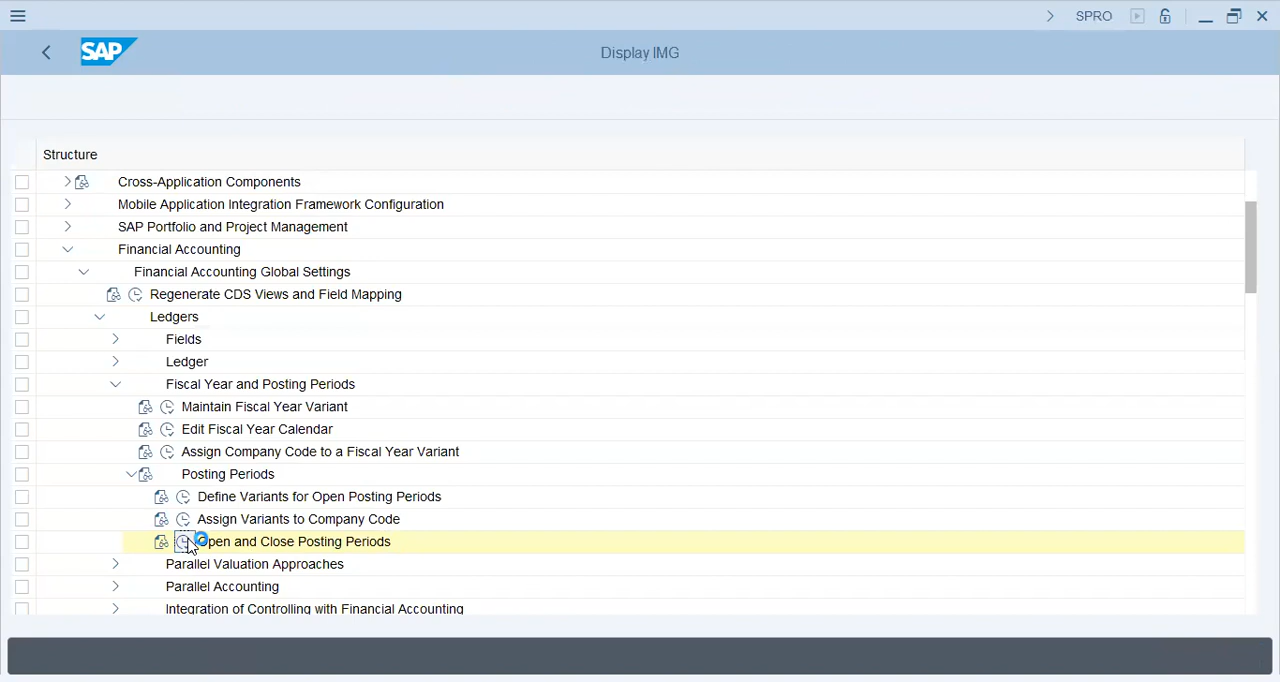 SPRO
SAP
Display IMG
Structure
Cross-Application Components
Mobile Application Integration Framework Configuration
SAP Portfolio and Project Management
Financial Accounting
Financial Accounting Global Settings
Regenerate CDS Views and Field Mapping
Ledgers
Fields
Ledger
Fiscal Year and Posting Periods
Maintain Fiscal Year Variant
Edit Fiscal Year Calendar
Assign Company Code to a Fiscal Year Variant
Posting Periods
Define Variants for Open Posting Periods
Assign Variants to Company Code
Open and Close Posting Periods
Parallel Valuation Approaches
Parallel Accounting
Integration of Controlling with Financial Accounting